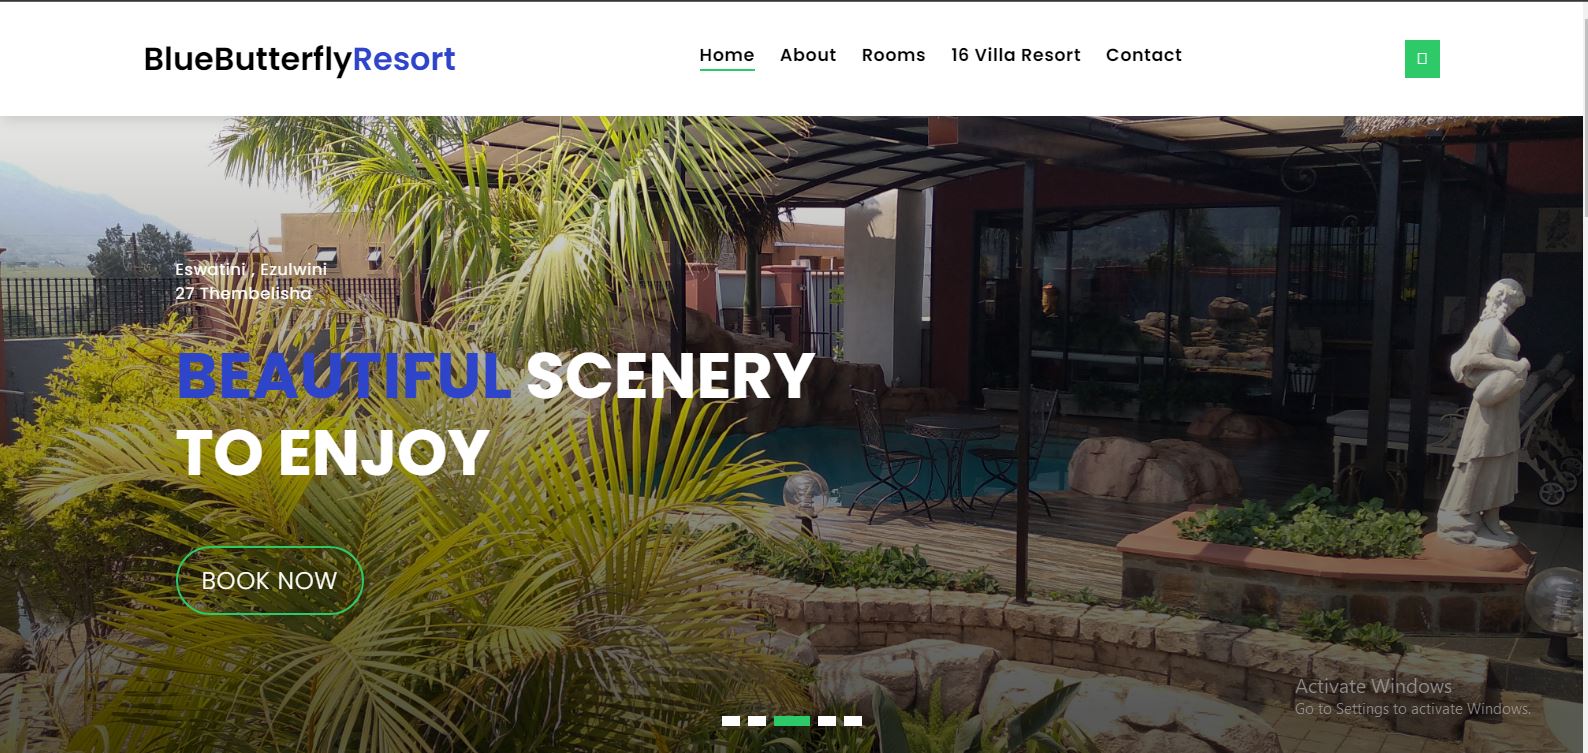 BlueButterflyResort
Home About Rooms 16 Villa Resort Contact
Eswatini , Ezulwini
27 Thembelisha
BEAUTIFUL SCENERY
TO ENJOY
BOOK NOW
Activate Windows
Go to Settings to activate Windows.